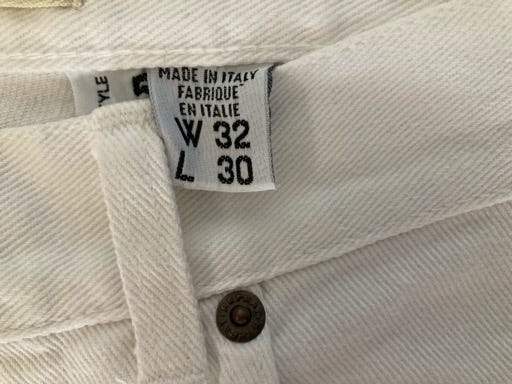 MADE IN ITALY
FABRIQUE
EN ITALIE
W 32
L 30